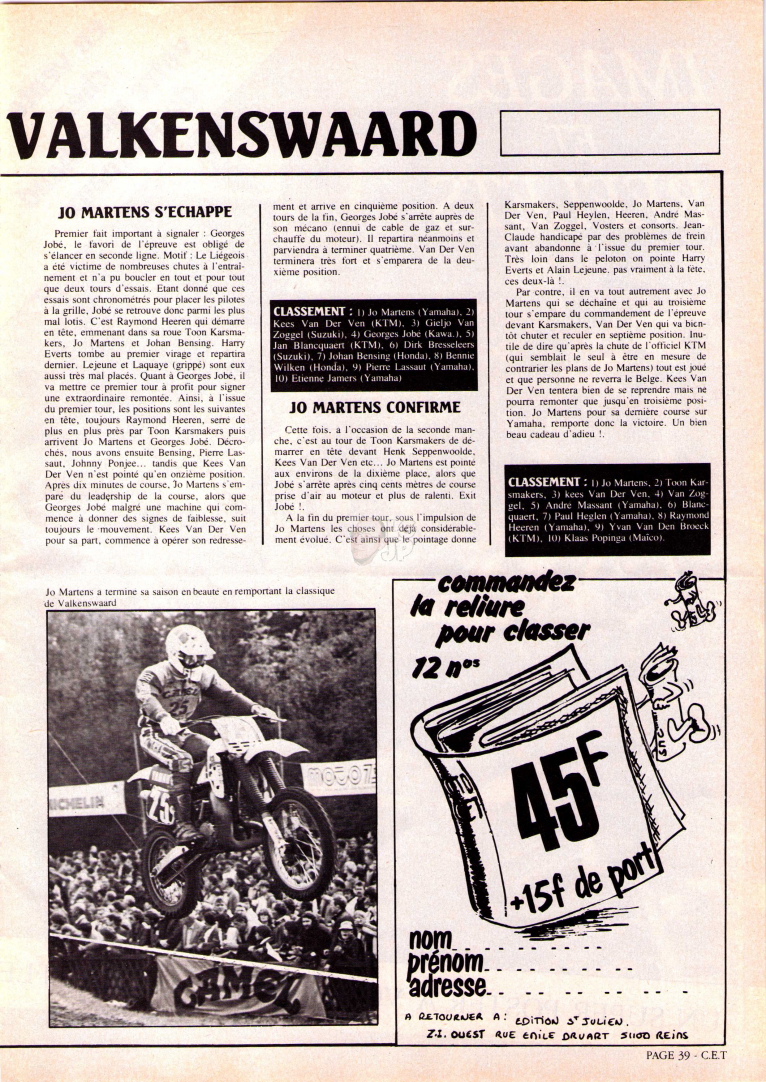 VALKENSWAARD
JO MARTENS S'ECHAPPE
Premier fait important à signaler : Georges
Jobé, le favori de l'épreuve est obligé de
s'élancer en seconde ligne. Motif : Le Liégeois
a été victime de nombreuses chutes à l'entraî-
nement et n'a pu boucler en tout et pour tout
que deux tours d'essais. Etant donné que ces
essais sont chronométrés pour placer les pilotes
à la grille, Jobé se retrouve donc parmi les plus
mal lotis. C'est Raymond Heeren qui démarre
en tête, emmenant dans sa roue Toon Karsma-
kers, Jo Martens et Johan Bensing. Harry
Everts tombe au premier virage et repartira
dernier. Lejeune et Laquaye (grippé) sont eux
aussi très mal placés. Quant à Georges Jobé, il
va mettre ce premier tour à profit pour signer
une extraordinaire remontée. Ainsi, à l'issue
du premier tour, les positions sont les suivantes
en tête, toujours Raymond Heeren, serre de
plus en plus près par Toon Karsmakers puis
arrivent Jo Martens et Georges Jobé. Décro-
chés, nous avons ensuite Bensing, Pierre Las-
saut, Johnny Ponjee... tandis que Kees Van
Der Ven n'est pointé qu'en onzième position.
Après dix minutes de course, Jo Martens s'em-
pare du leadership de la course, alors que
Georges Jobé malgré une machine qui com-
mence à donner des signes de faiblesse, suit
toujours le mouvement. Kees Van Der Ven
pour sa part, commence à opérer son redresse-
ment et arrive en cinquième position. A deux
tours de la fin, Georges Jobé s'arrête auprès de
son mécano (ennui de cable de gaz et sur-
chauffe du moteur). Il repartira néanmoins et
parviendra à terminer quatrième. Van Der Ven
terminera très fort et s'emparera de la deu-
xième position.
CLASSEMENT : 1) Jo Martens (Yamaha), 2)
Kees Van Der Ven (KTM), 3) Gieljo Van
Zoggel (Suzuki), 4) Georges Jobé (Kawa.), 5)
Jan Blancquaert (KTM), 6) Dirk Bresseleers
(Suzuki), 7) Johan Bensing (Honda), 8) Bennie
Wilken (Honda), 9) Pierre Lassaut (Yamaha),
10) Etienne Jamers (Yamaha)
JO MARTENS CONFIRME
Cette fois, a l'occasion de la seconde man-
che, c'est au tour de Toon Karsmakers de dé-
marrer en tête devant Henk Seppenwoolde,
Kees Van Der Ven etc... Jo Martens est pointé
aux environs de la dixième place, alors que
Jobé s'arrête après cinq cents mètres de course
prise d'air au moteur et plus de ralenti. Exit
Jobé !.
A la fin du premier tour, sous l'impulsion de
Jo Martens les choses ont déjà considérable-
ment évolué. C'est ainsi que le pointage donne
Karsmakers, Seppenwoolde, Jo Martens, Van
Der Ven, Paul Heylen, Heeren, André Mas-
sant, Van Zoggel, Vosters et consorts. Jean-
Claude handicapé par des problèmes de frein
avant abandonne à l'issue du premier tour.
Très loin dans le peloton on pointe Harry
Everts et Alain Lejeune. pas vraiment à la fête,
ces deux-là !.
Par contre, il en va tout autrement avec Jo
Martens qui se déchaîne et qui au troisième
tour s'empare du commandement de l'épreuve
devant Karsmakers, Van Der Ven qui va bien-
tôt chuter et reculer en septième position. Inu-
tile de dire qu'après la chute de l'officiel KTM
(qui semblait le seul à être en mesure de
contrarier les plans de Jo Martens) tout est joué
et que personne ne reverra le Belge. Kees Van
Der Ven tentera bien de se reprendre mais ne
pourra remonter que jusqu'en troisième posi-
tion. Jo Martens pour sa dernière course sur
Yamaha, remporte donc la victoire. Un bien
beau cadeau d'adieu !.
CLASSEMENT : 1) Jo Martens, 2) Toon Kar-
smakers, 3) kees Van Der Ven, 4) Van Zog-
gel, 5) André Massant (Yamaha), 6) Blanc-
quaert, 7) Paul Heglen (Yamaha), 8) Raymond
Heeren (Yamaha), 9) Yvan Van Den Broeck
(KTM), 10) Klaas Popinga (Maïco).
JP
Jo Martens a termine sa saison en beaute en remportant la classique
de Valkenswaard
CAMEL
25
MICHELIN
25
CAMEL
commandez
la reliure
pour classer
12 nos
45F
+15f de port
nom
prénom
adresse
A RETOURNER A : EDITION ST JULIEN.
Z.I. OUEST RUE EMILE DRUART 51100 REIMS
PAGE 39 - C.E.T